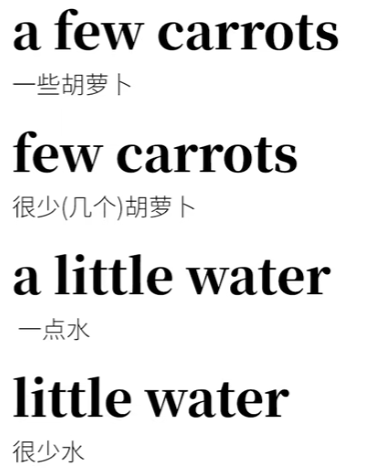 a few carrots
一些胡萝卜
few carrots
很少(几个)胡萝卜
a little water
一点水
little water
很少水